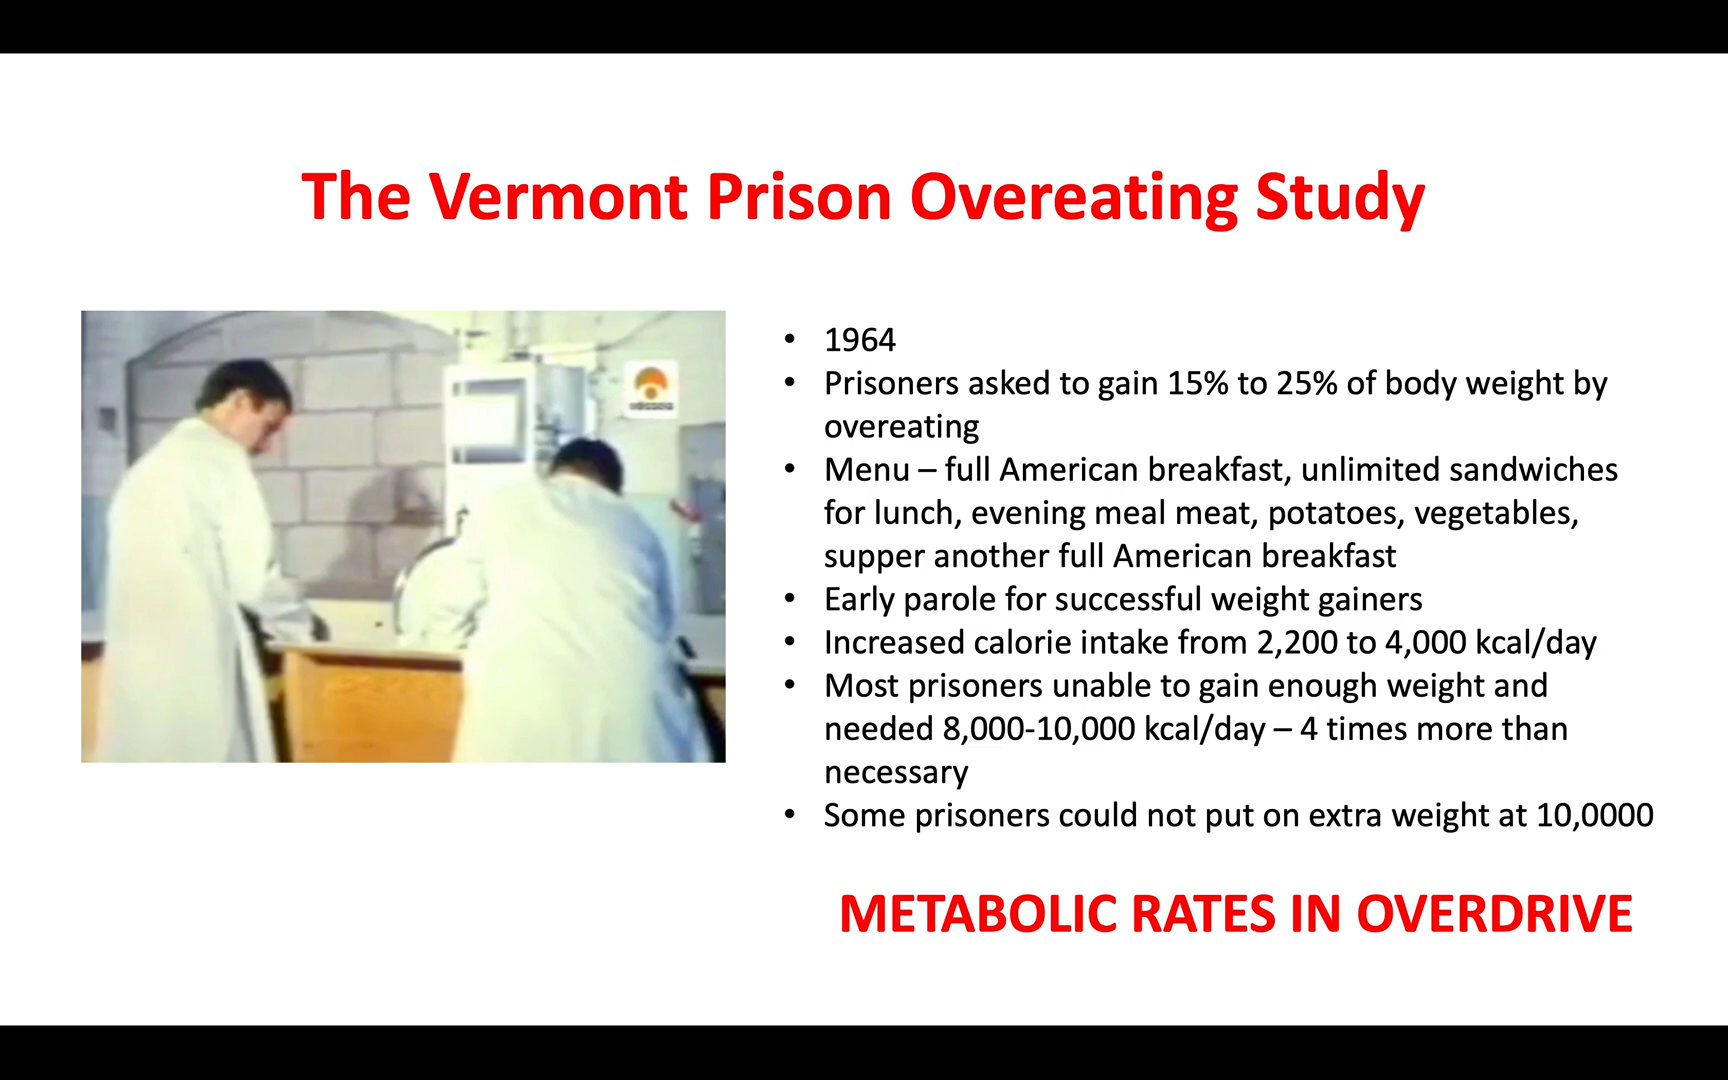 The Vermont Prison Overeating Study
• 1964
• Prisoners asked to gain 15% to 25% of body weight by
overeating
• Menu – full American breakfast, unlimited sandwiches
for lunch, evening meal meat, potatoes, vegetables,
supper another full American breakfast
• Early parole for successful weight gainers
• Increased calorie intake from 2,200 to 4,000 kcal/day
• Most prisoners unable to gain enough weight and
needed 8,000-10,000 kcal/day – 4 times more than
necessary
• Some prisoners could not put on extra weight at 10,0000
METABOLIC RATES IN OVERDRIVE